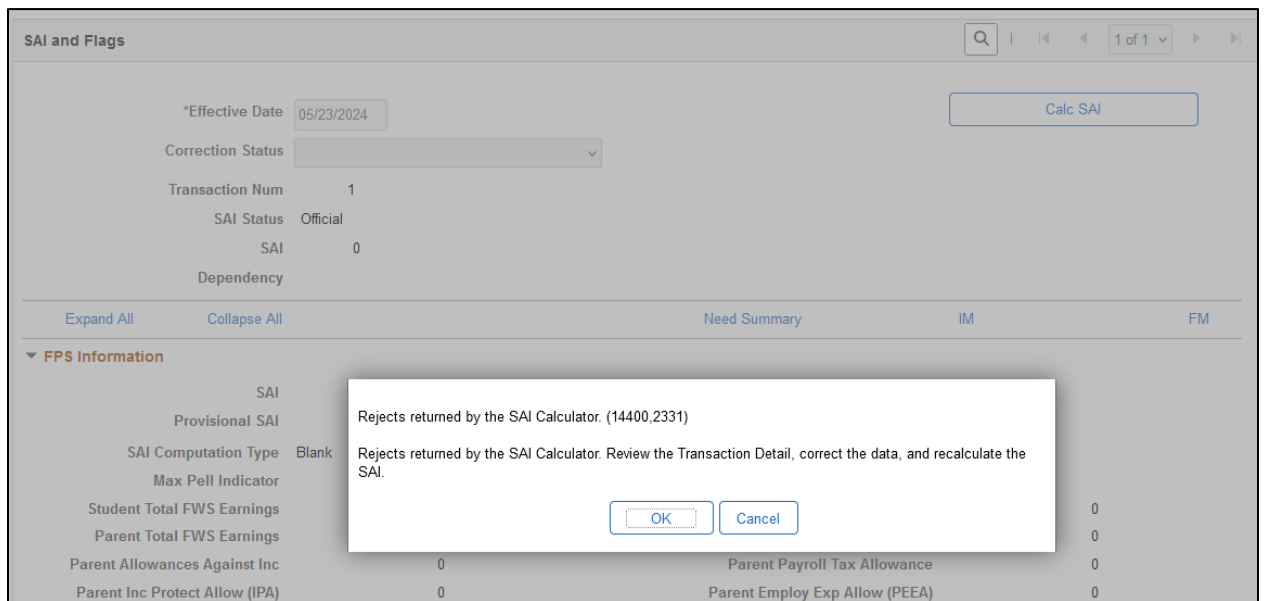 SAI and Flags
1 of 1
*Effective Date 05/23/2024
Calc SAI
Correction Status
Transaction Num 1
SAI Status Official
SAI 0
Dependency
Expand All Collapse All Need Summary IM FM
FPS Information
SAI
Provisional SAI
SAI Computation Type Blank
Max Pell Indicator
Student Total FWS Earnings 0
Parent Total FWS Earnings 0
Parent Allowances Against Inc 0 Parent Payroll Tax Allowance 0
Parent Inc Protect Allow (IPA) 0 Parent Employ Exp Allow (PEEA) 0
Rejects returned by the SAI Calculator. (14400,2331)
Rejects returned by the SAI Calculator. Review the Transaction Detail, correct the data, and recalculate the
SAI.
OK Cancel